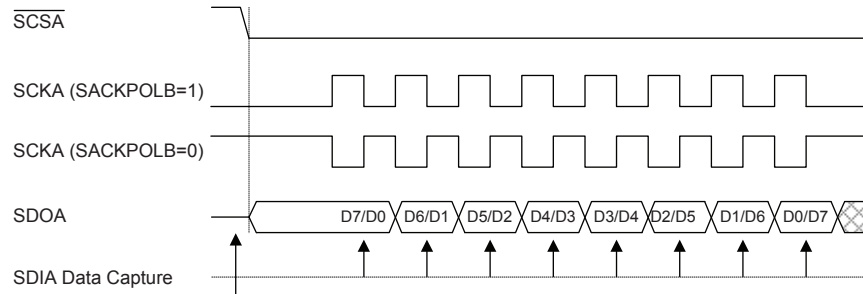 SCSA
SCKA (SACKPOLB=1)
SCKA (SACKPOLB=0)
SDOA D7/D0 D6/D1 D5/D2 D4/D3 D3/D4 D2/D5 D1/D6 D0/D7
SDIA Data Capture